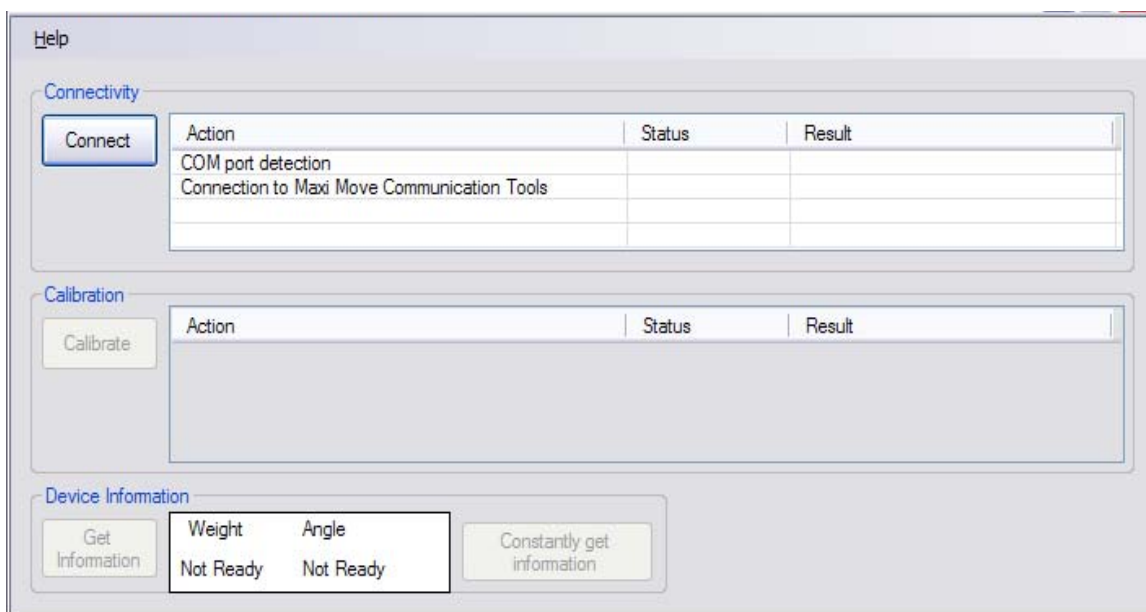 Help
Connectivity
Connect
Action Status Result
COM port detection
Connection to Maxi Move Communication Tools
Calibration
Calibrate
Action Status Result
Device Information
Get
Information
Weight Angle
Not Ready Not Ready
Constantly get
information